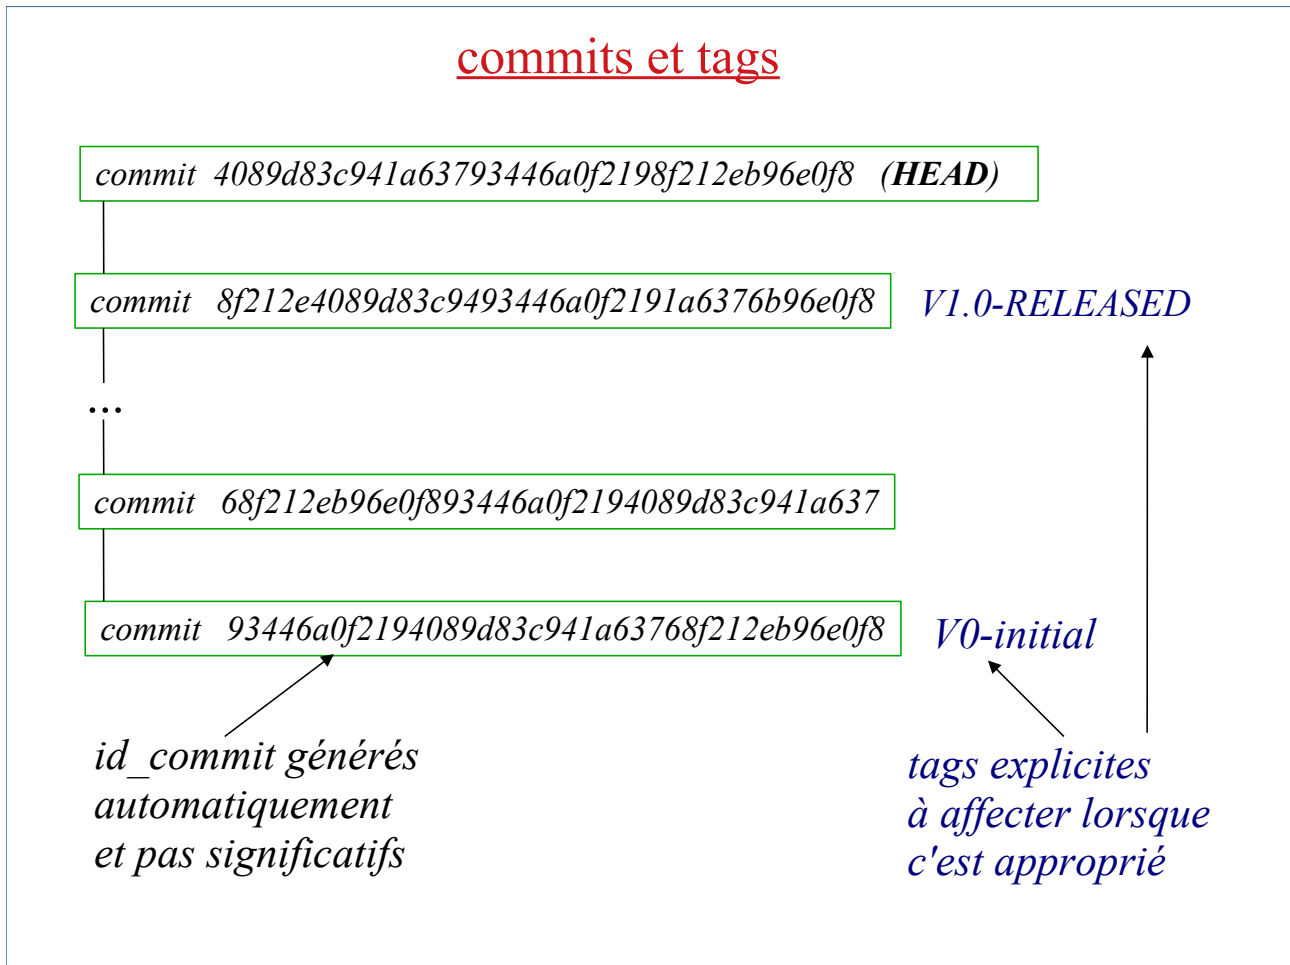 commits et tags
commit 4089d83c941a63793446a0f2198f212eb96e0f8 (HEAD)
commit 8f212e4089d83c9493446a0f2191a6376b96e0f8 V1.0-RELEASED
...
commit 68f212eb96e0f893446a0f2194089d83c941a637
commit 93446a0f2194089d83c941a63768f212eb96e0f8 V0-initial
id_commit générés
automatiquement
et pas significatifs
tags explicites
à affecter lorsque
c'est approprié